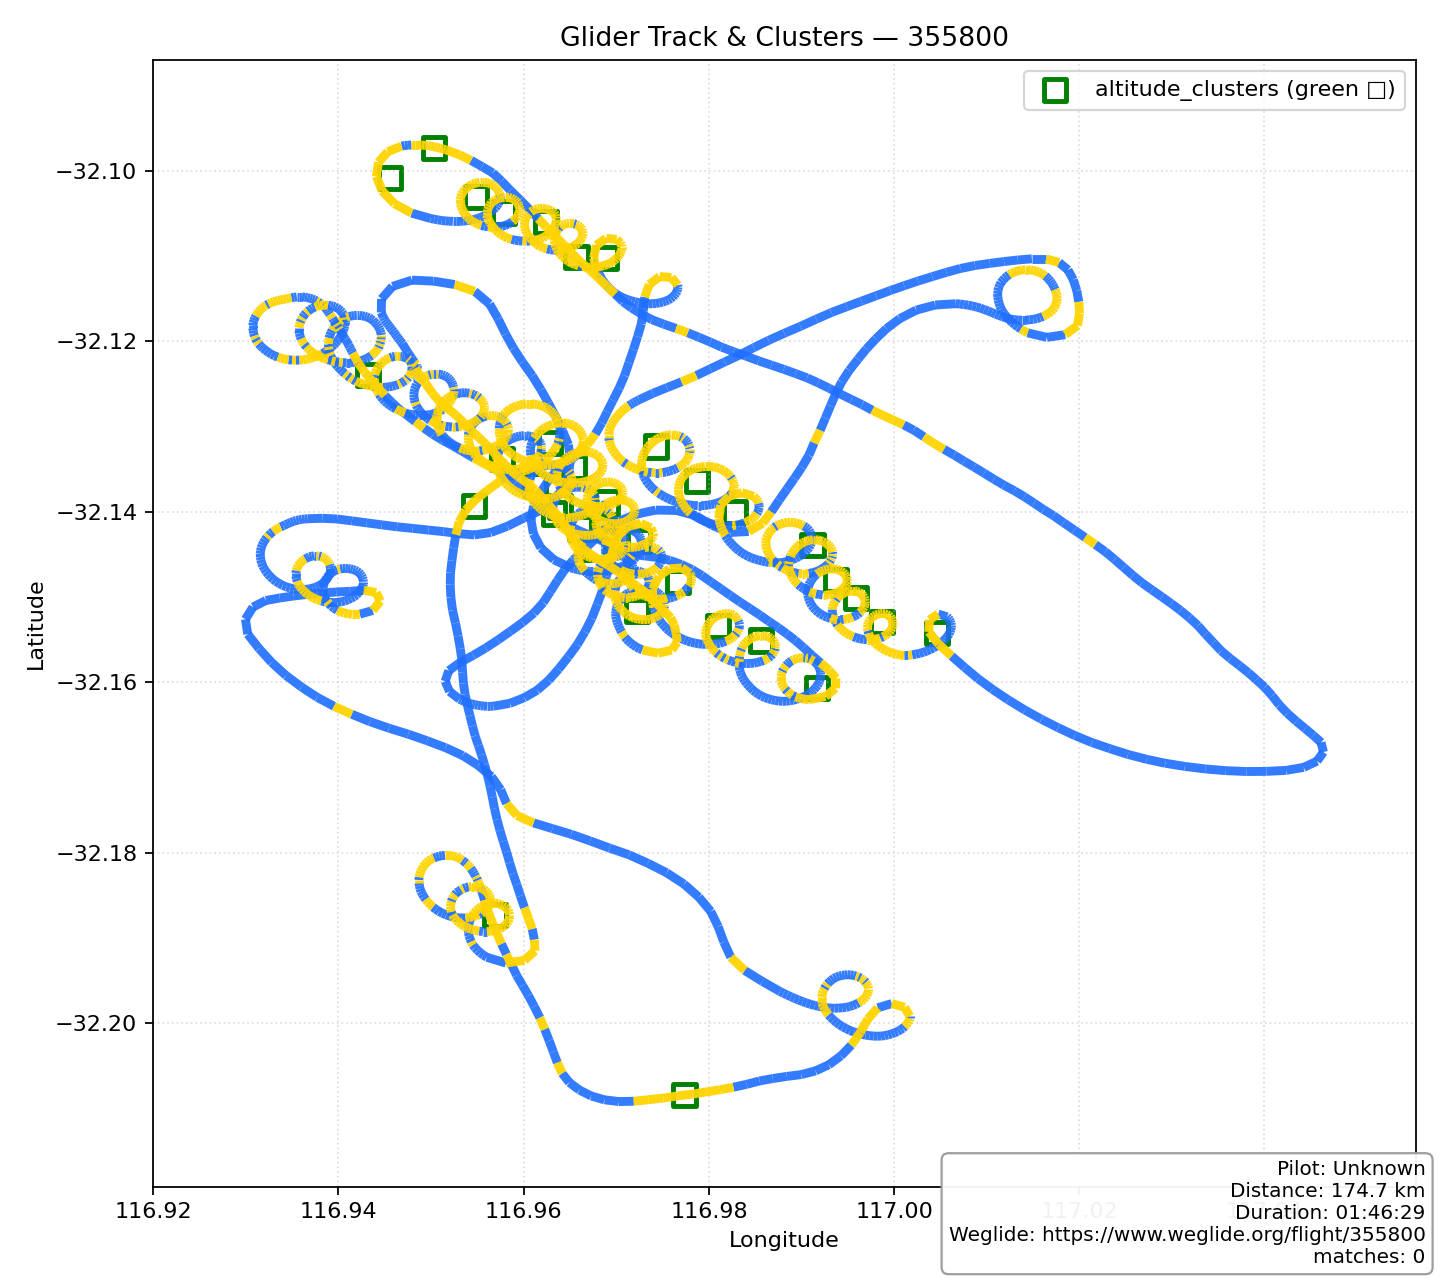 Glider Track & Clusters — 355800
altitude_clusters (green □)
−32.10
−32.12
−32.14
−32.16
−32.18
−32.20
Latitude
116.92
116.94
116.96
116.98
117.00
117.02
Longitude
Pilot: Unknown
Distance: 174.7 km
Duration: 01:46:29
Weglide: https://www.weglide.org/flight/355800
matches: 0